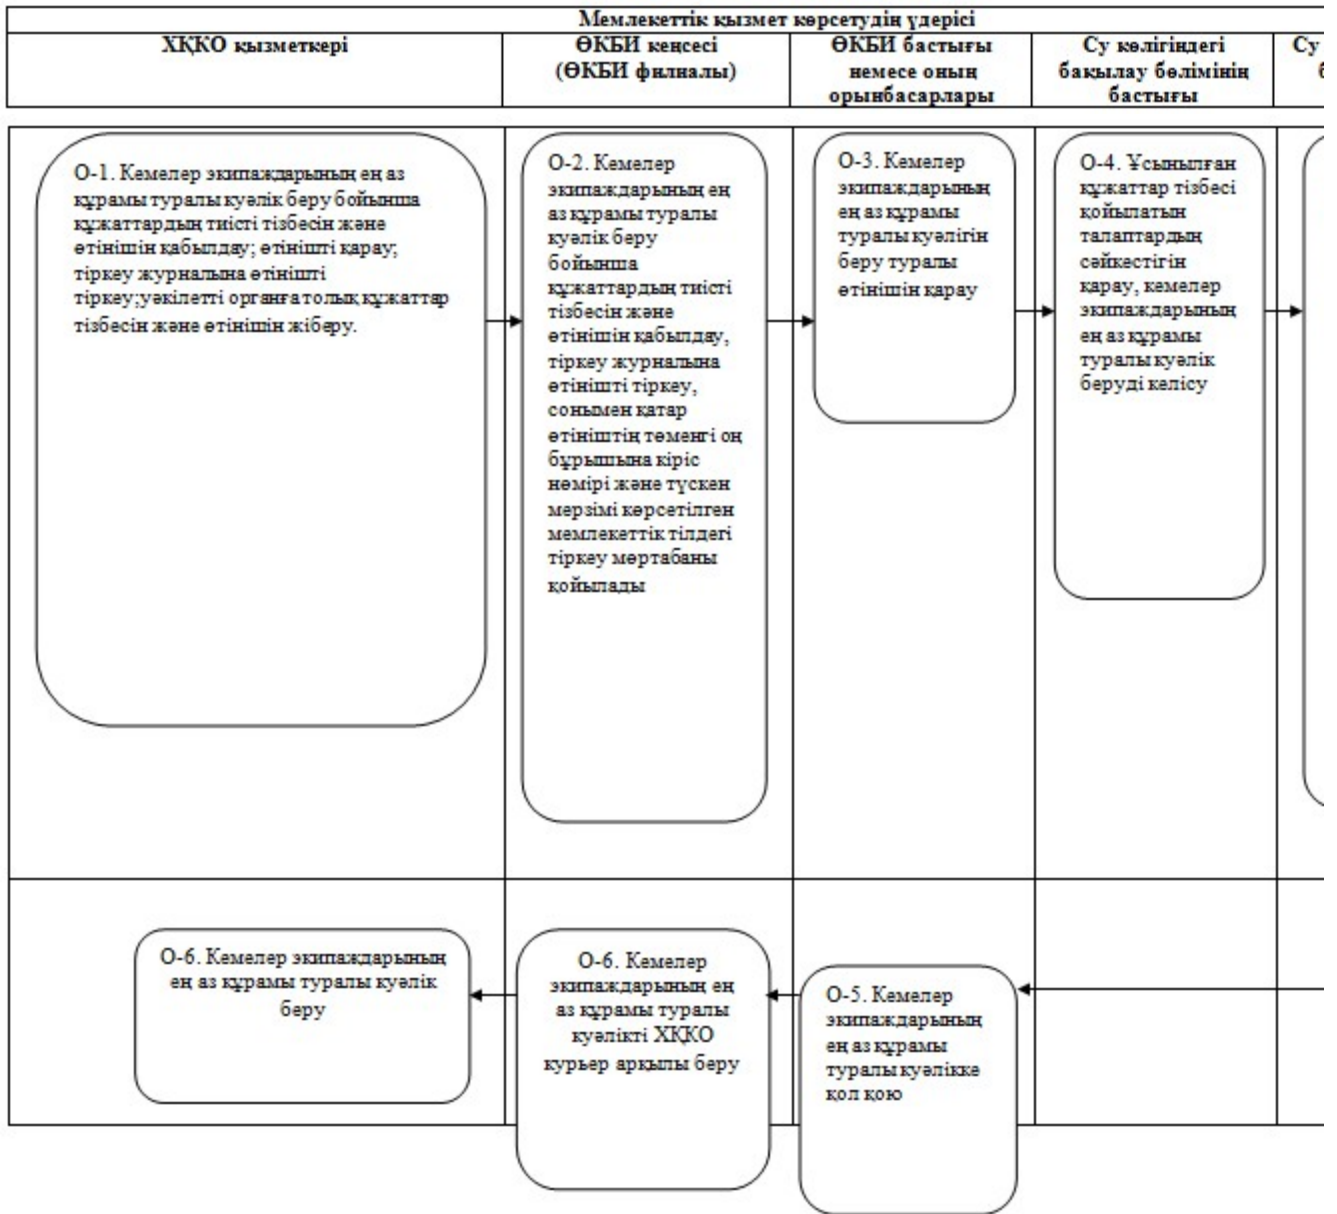 Мемлекеттік қызмет көрсетудің үдерісі
ХҚКО қызметкері
ӨКБИ кеңсесі
(ӨКБИ филиалы)
ӨКБИ бастығы
немесе оның
орынбасарлары
Су көлігіндегі
бақылау бөлімінің
бастығы
Су
О-1. Кемелер экипаждарының ең аз
құрамы туралы куәлік беру бойынша
құжаттардың тиісті тізбесін және
өтінішін қабылдау; өтінішті қарау;
тіркеу журналына өтінішті
тіркеу;уәкілетті органға толық құжаттар
тізбесін және өтінішін жіберу.
О-2. Кемелер
экипаждарының ең
аз құрамы туралы
куәлік беру
бойынша
құжаттардың тиісті
тізбесін және
өтінішін қабылдау,
тіркеу журналына
өтінішті тіркеу,
сонымен қатар
өтініштің төменгі оң
бұрышына кіріс
нөмірі және түскен
мерзімі көрсетілген
мемлекеттік тілдегі
тіркеу мөртабаны
қойылады
О-3. Кемелер
экипаждарының
ең аз құрамы
туралы куәлігін
беру туралы
өтінішін қарау
О-4. Ұсынылған
құжаттар тізбесі
қойылатын
талаптардың
сәйкестігін
қарау, кемелер
экипаждарының
ең аз құрамы
туралы куәлік
беруді келісу
О-6. Кемелер экипаждарының
ең аз құрамы туралы куәлік
беру
О-6. Кемелер
экипаждарының ең
аз құрамы туралы
куәлікті ХҚКО
курьер арқылы беру
О-5. Кемелер
экипаждарының
ең аз құрамы
туралы куәлікке
қол қою